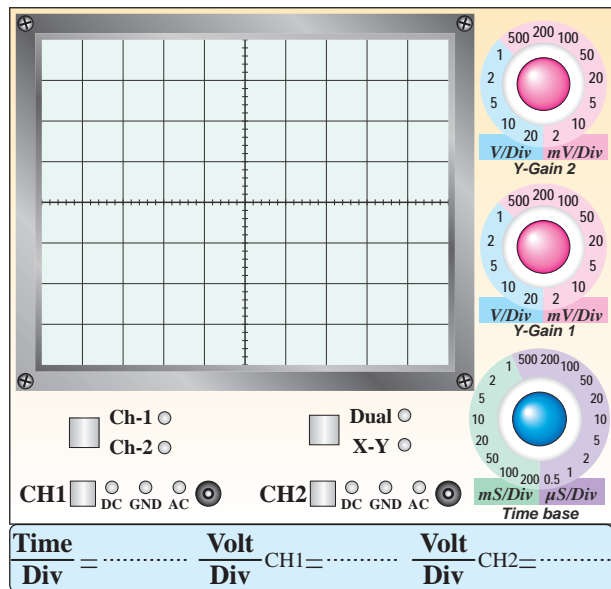 500 200 100
1 50
2 20
5 10
10 20 2
V/Div mV/Div
Y-Gain 2
500 200 100
1 50
2 20
5 10
10 20 2
V/Div mV/Div
Y-Gain 1
500 200 100
1 50
2 20
5 10
10 5
20 2
50 1
100 200 0.5
mS/Div µS/Div
Time base
Ch-1
Ch-2
Dual
X-Y
CH1 DC GND AC
CH2 DC GND AC
Time/Div = ............ Volt/Div CH1= ............ Volt/Div CH2= ............